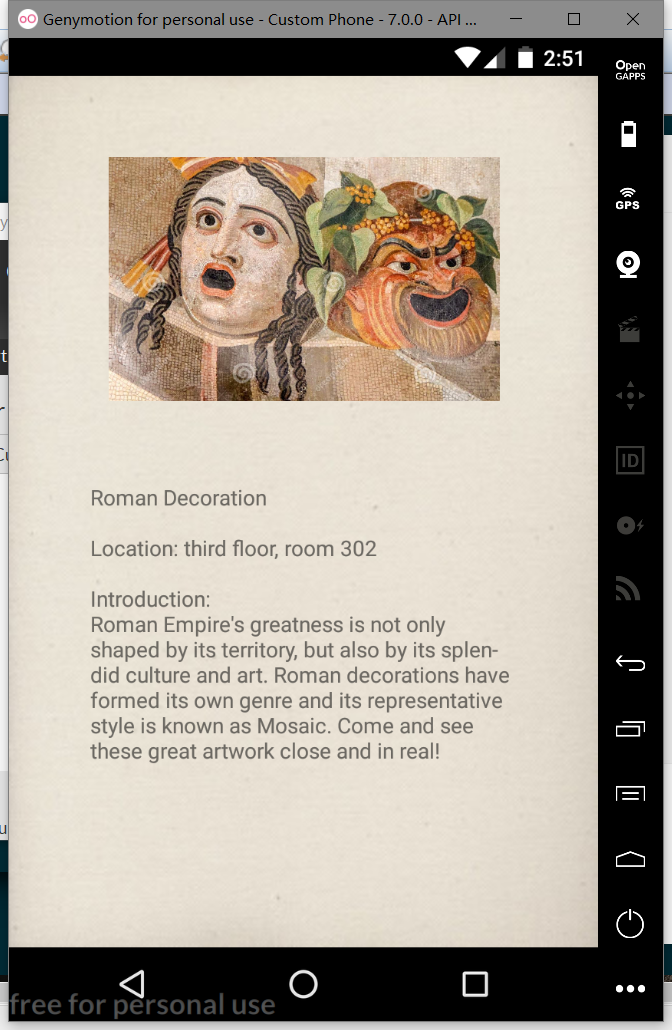 Genymotion for personal use - Custom Phone - 7.0.0 - API ...
2:51
Open
GAPPS
GPS
ID
Roman Decoration
Location: third floor, room 302
Introduction:
Roman Empire's greatness is not only
shaped by its territory, but also by its splen-
did culture and art. Roman decorations have
formed its own genre and its representative
style is known as Mosaic. Come and see
these great artwork close and in real!
free for personal use